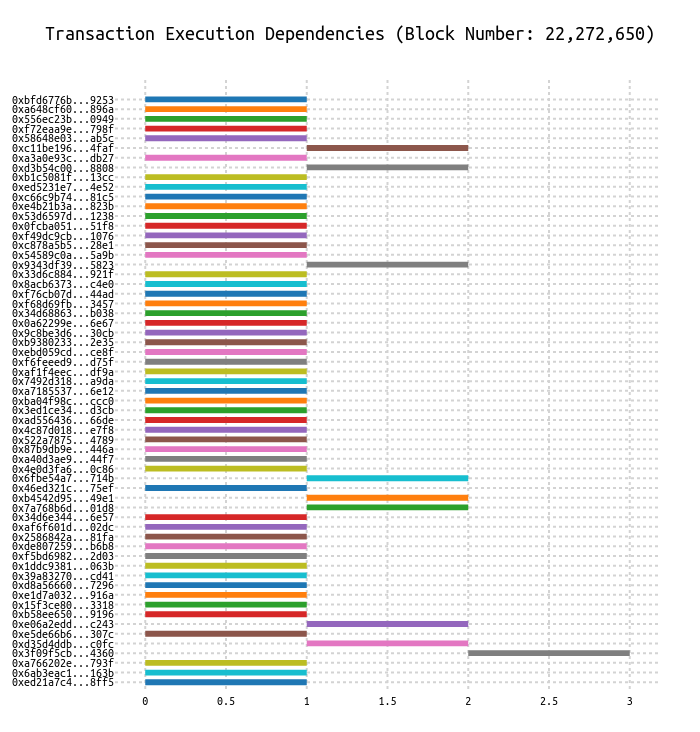 Transaction Execution Dependencies (Block Number: 22,272,650)
0xbfd6776b...9253
0xa648cf60...896a
0x556ec23b...0949
0xf72eaa9e...798f
0x58648e03...ab5c
0xc11be196...4faf
0xa3a0e93c...db27
0xd3b54c00...8808
0xb1c5081f...13cc
0xed5231e7...4e52
0xc66c9b74...81c5
0xe4b21b3a...823b
0x53d6597d...1238
0x0fcba051...51f8
0xf49dc9cb...1076
0xc878a5b5...28e1
0x54589c0a...5a9b
0x9343df39...5823
0x33d6c884...921f
0x8acb6373...c4e0
0xf76cb07d...44ad
0xf68d69fb...3457
0x34d68863...b038
0x0a62299e...6e67
0x9c8be3d6...30cb
0xb9380233...2e35
0xebd059cd...ce8f
0xf6feeed9...d75f
0xaf1f4eec...df9a
0x7492d318...a9da
0xa7185537...6e12
0xba04f98c...ccc0
0x3ed1ce34...d3cb
0xad556436...66de
0x4c87d018...e7f8
0x522a7875...4789
0x87b9db9e...446a
0xa40d3ae9...44f7
0x4e0d3fa6...0c86
0x6fbe54a7...714b
0x46ed321c...75ef
0xb4542d95...49e1
0x7a768b6d...01d8
0x34d6e344...6e57
0xaf6f601d...02dc
0x2586842a...81fa
0xde807259...b6b8
0xf5bd6982...2d03
0x1ddc9381...063b
0x39a83270...cd41
0xd8a56660...7296
0xe1d7a032...916a
0x15f3ce80...3318
0xb58ee650...9196
0xe06a2edd...c243
0xe5de66b6...307c
0xd35d4ddb...c0fc
0x3f09f5cb...4360
0xa766202e...793f
0x6ab3eac1...163b
0xed21a7c4...8ff5
0 0.5 1 1.5 2 2.5 3